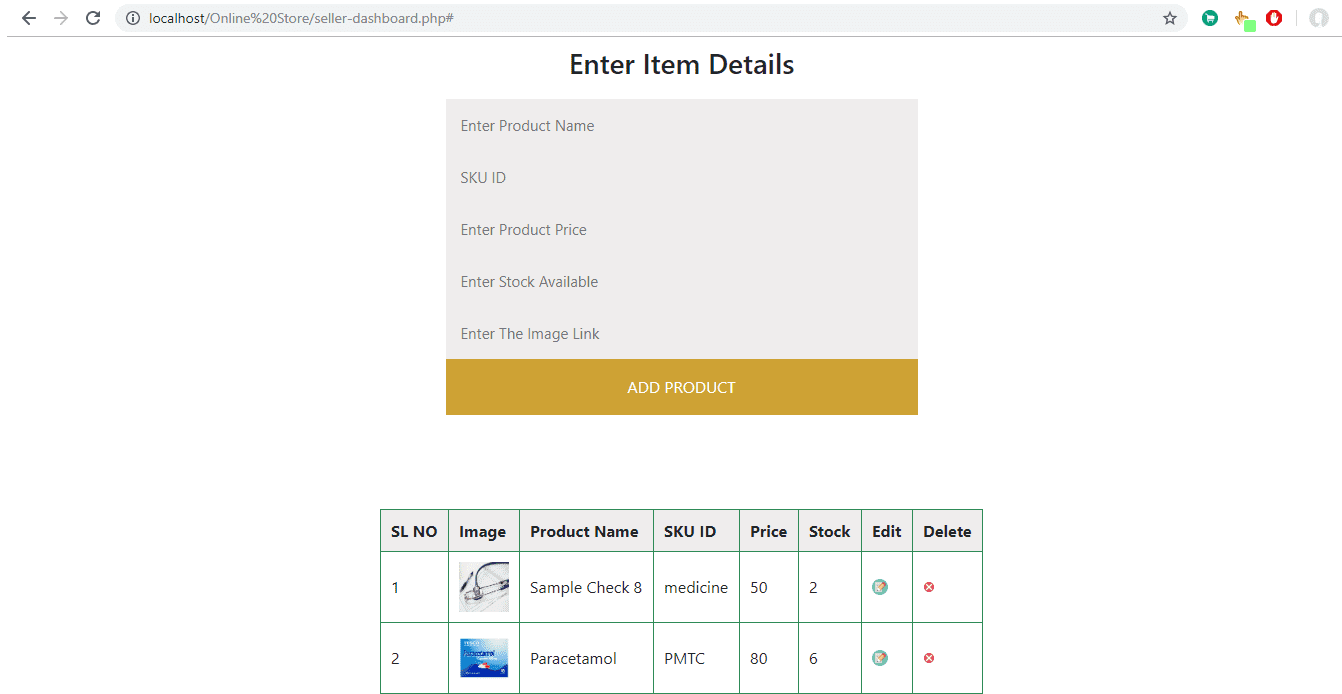 localhost/Online%20Store/seller-dashboard.php#
Enter Item Details
Enter Product Name
SKU ID
Enter Product Price
Enter Stock Available
Enter The Image Link
ADD PRODUCT
SL NO Image Product Name SKU ID Price Stock Edit Delete
1 Sample Check 8 medicine 50 2
2 Paracetamol PMTC 80 6